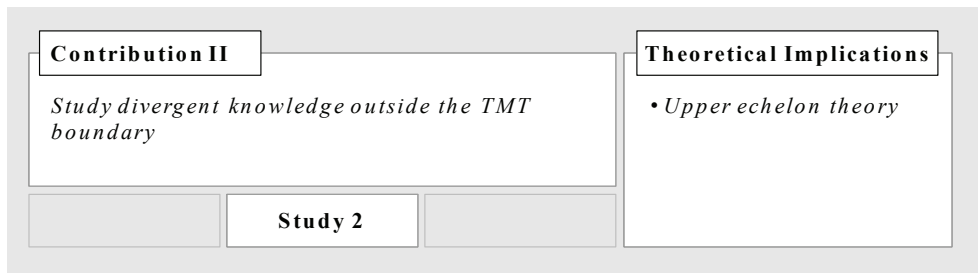 Contribution II
Study divergent knowledge outside the TMT
boundary
Study 2
Theoretical Implications
• Upper echelon theory